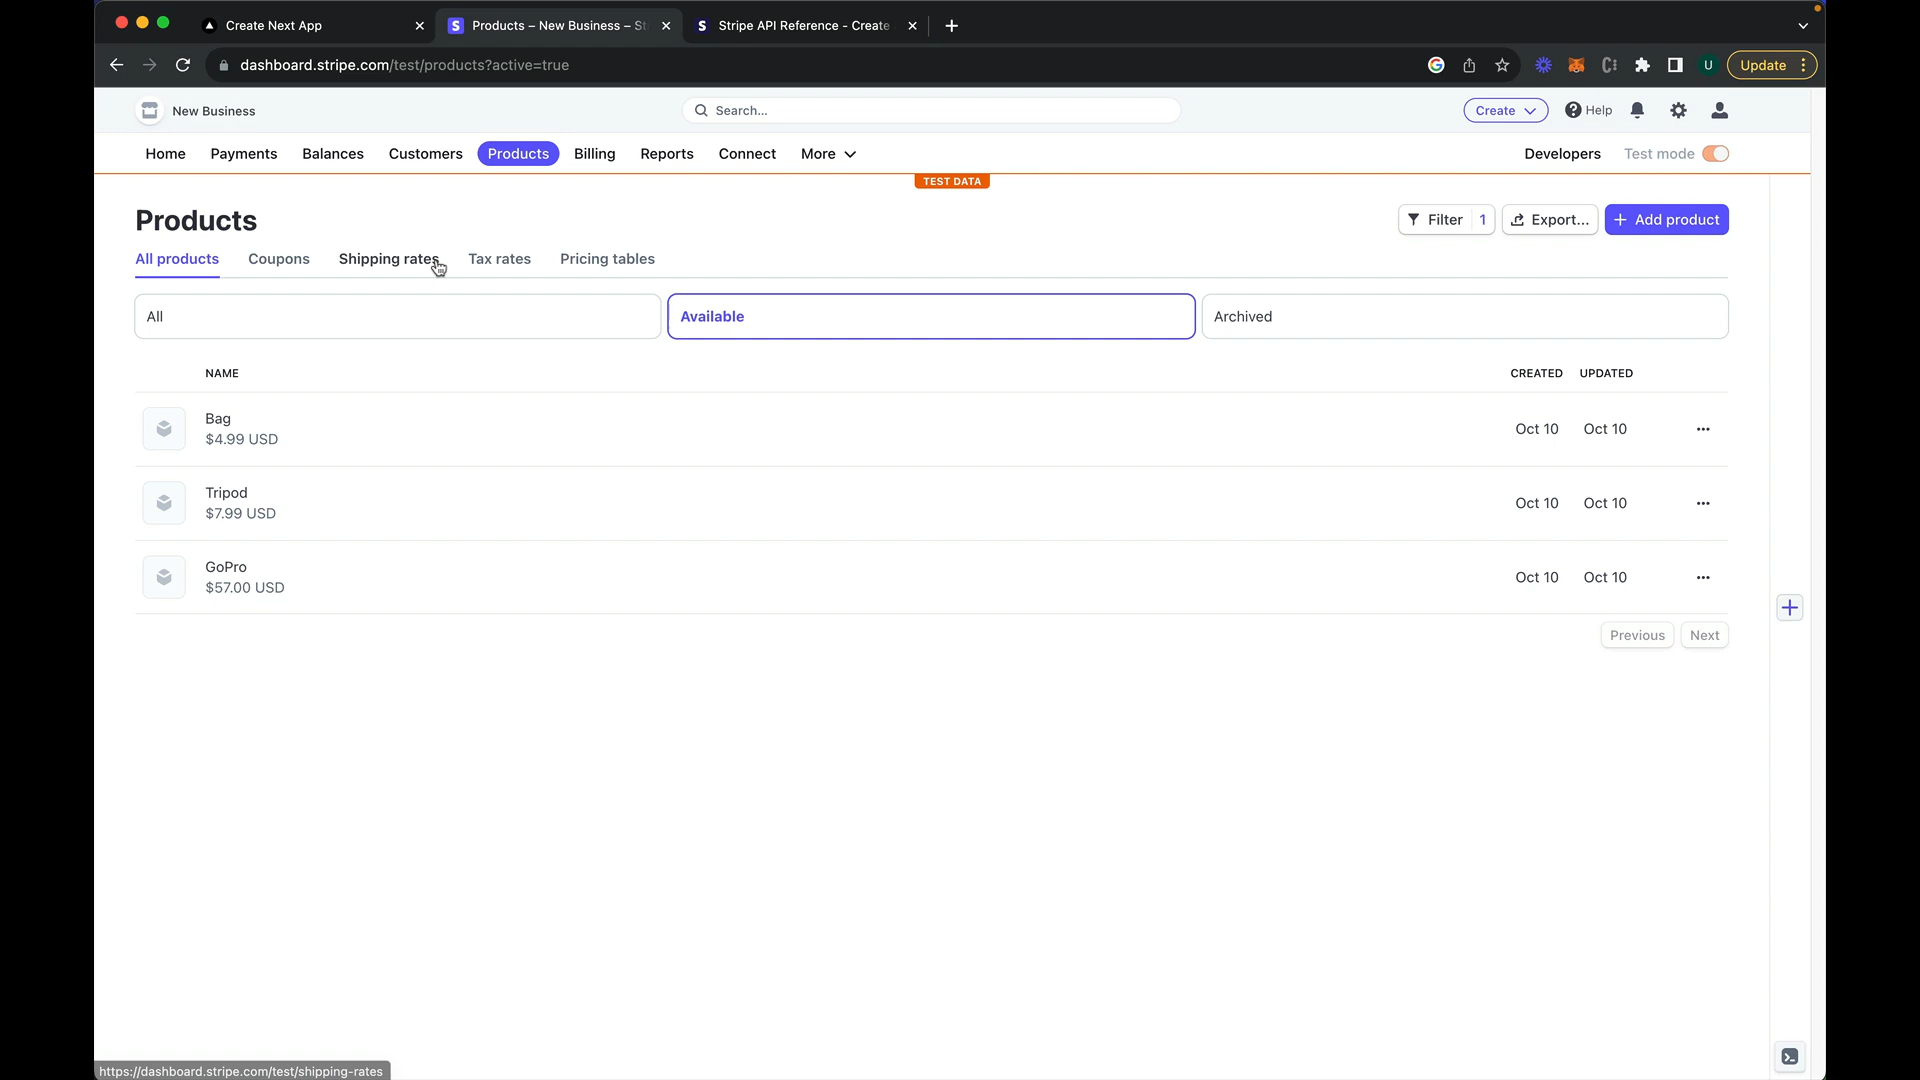 Create Next App
Products – New Business – St
Stripe API Reference - Create
dashboard.stripe.com/test/products?active=true
U
Update
New Business
Search...
Create
Help
Home
Payments
Balances
Customers
Products
Billing
Reports
Connect
More
Developers
Test mode
TEST DATA
Products
Filter 1
Export...
Add product
All products
Coupons
Shipping rates
Tax rates
Pricing tables
All
Available
Archived
NAME
CREATED
UPDATED
Bag
$4.99 USD
Oct 10
Oct 10
Tripod
$7.99 USD
Oct 10
Oct 10
GoPro
$57.00 USD
Oct 10
Oct 10
Previous
Next
https://dashboard.stripe.com/test/shipping-rates